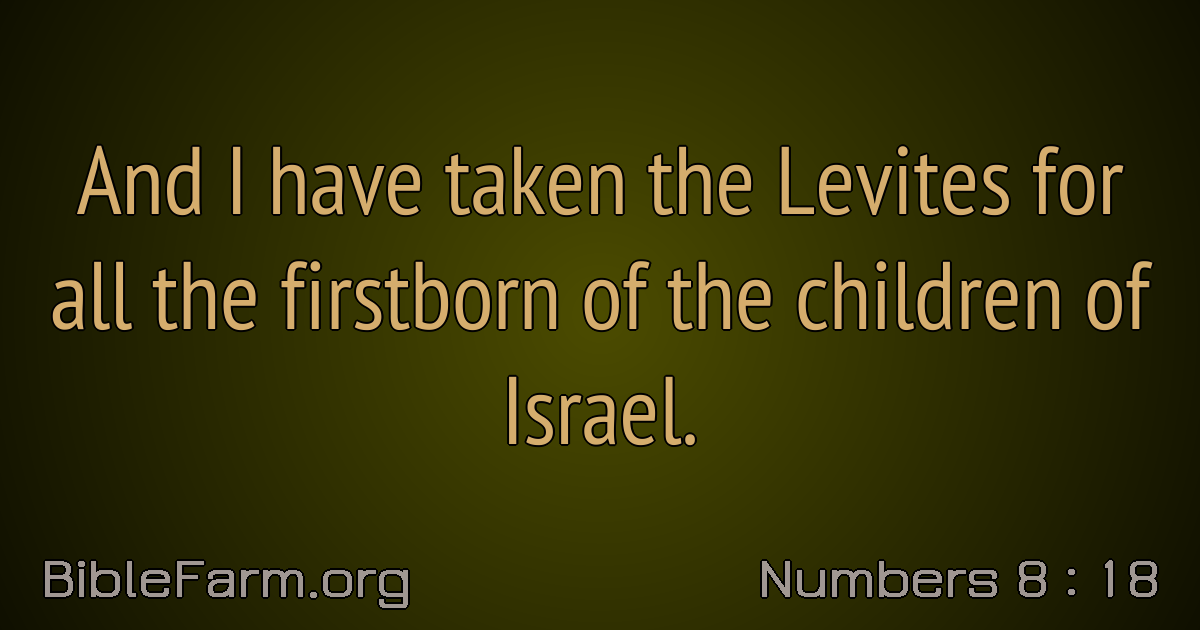 And I have taken the Levites for
all the firstborn of the children of
Israel.
BibleFarm.org
Numbers 8 : 18